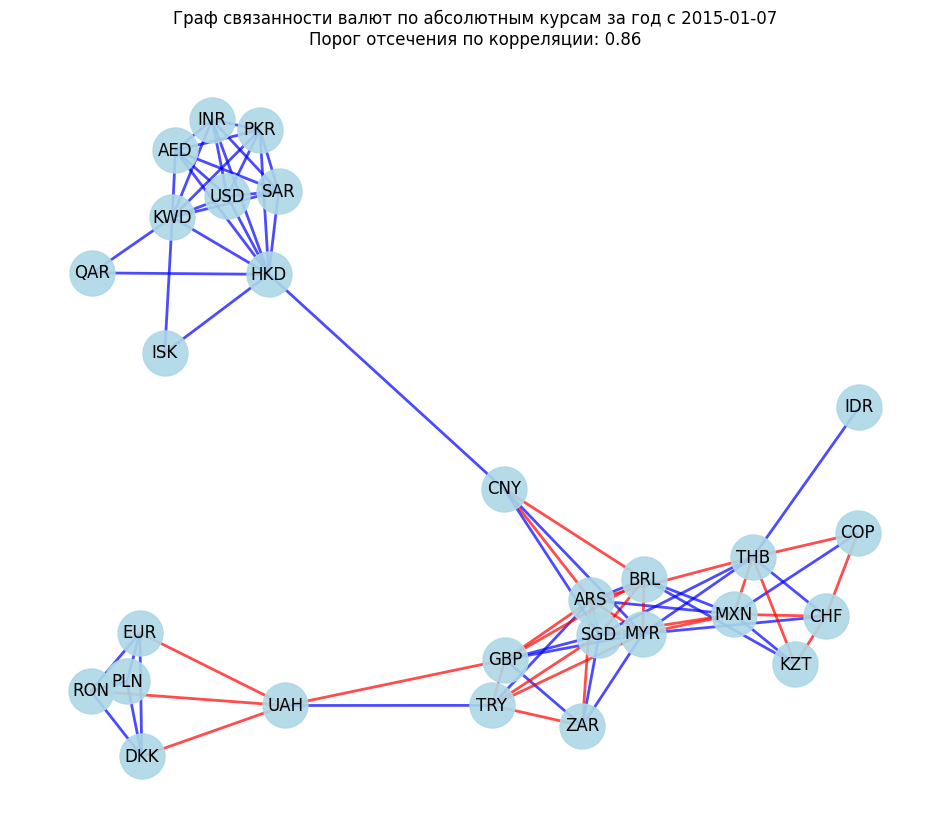 Граф связанности валют по абсолютным курсам за год с 2015-01-07
Порог отсечения по корреляции: 0.86
INR
PKR
AED
USD
SAR
KWD
QAR
HKD
ISK
IDR
CNY
COP
THB
BRL
ARS
MXN
CHF
SGD
MYR
EUR
GBP
KZT
PLN
RON
UAH
TRY
ZAR
DKK